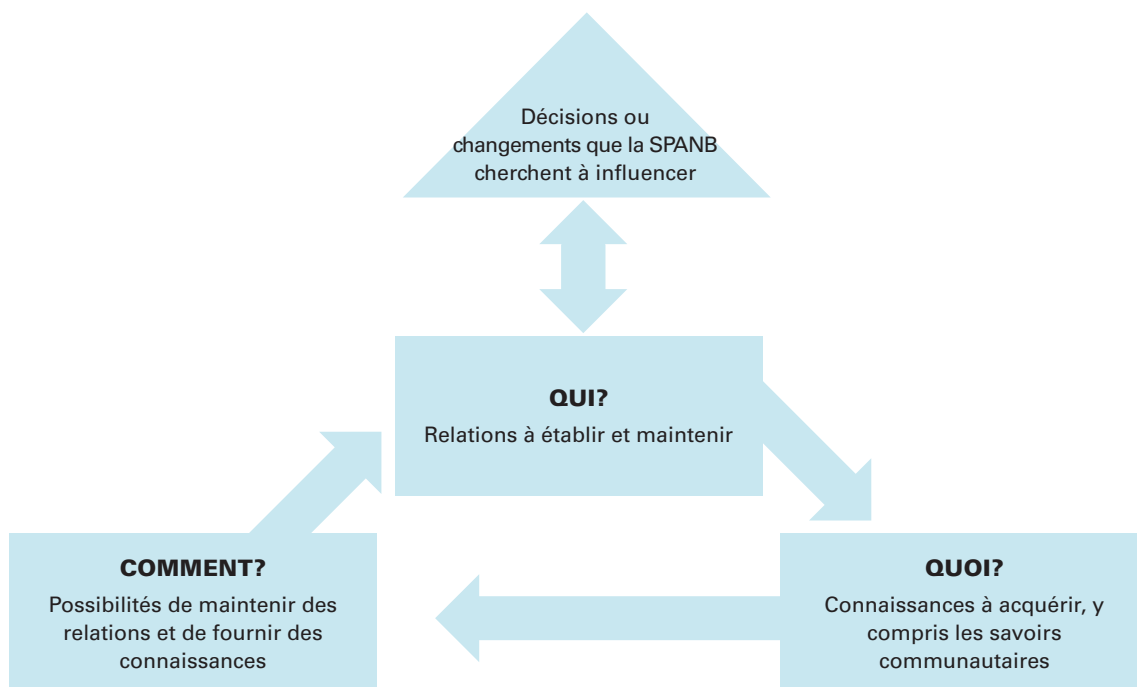 Décisions ou
changements que la SPANB
cherchent à influencer
QUI?
Relations à établir et maintenir
COMMENT?
Possibilités de maintenir des
relations et de fournir des
connaissances
QUOI?
Connaissances à acquérir, y
compris les savoirs
communautaires